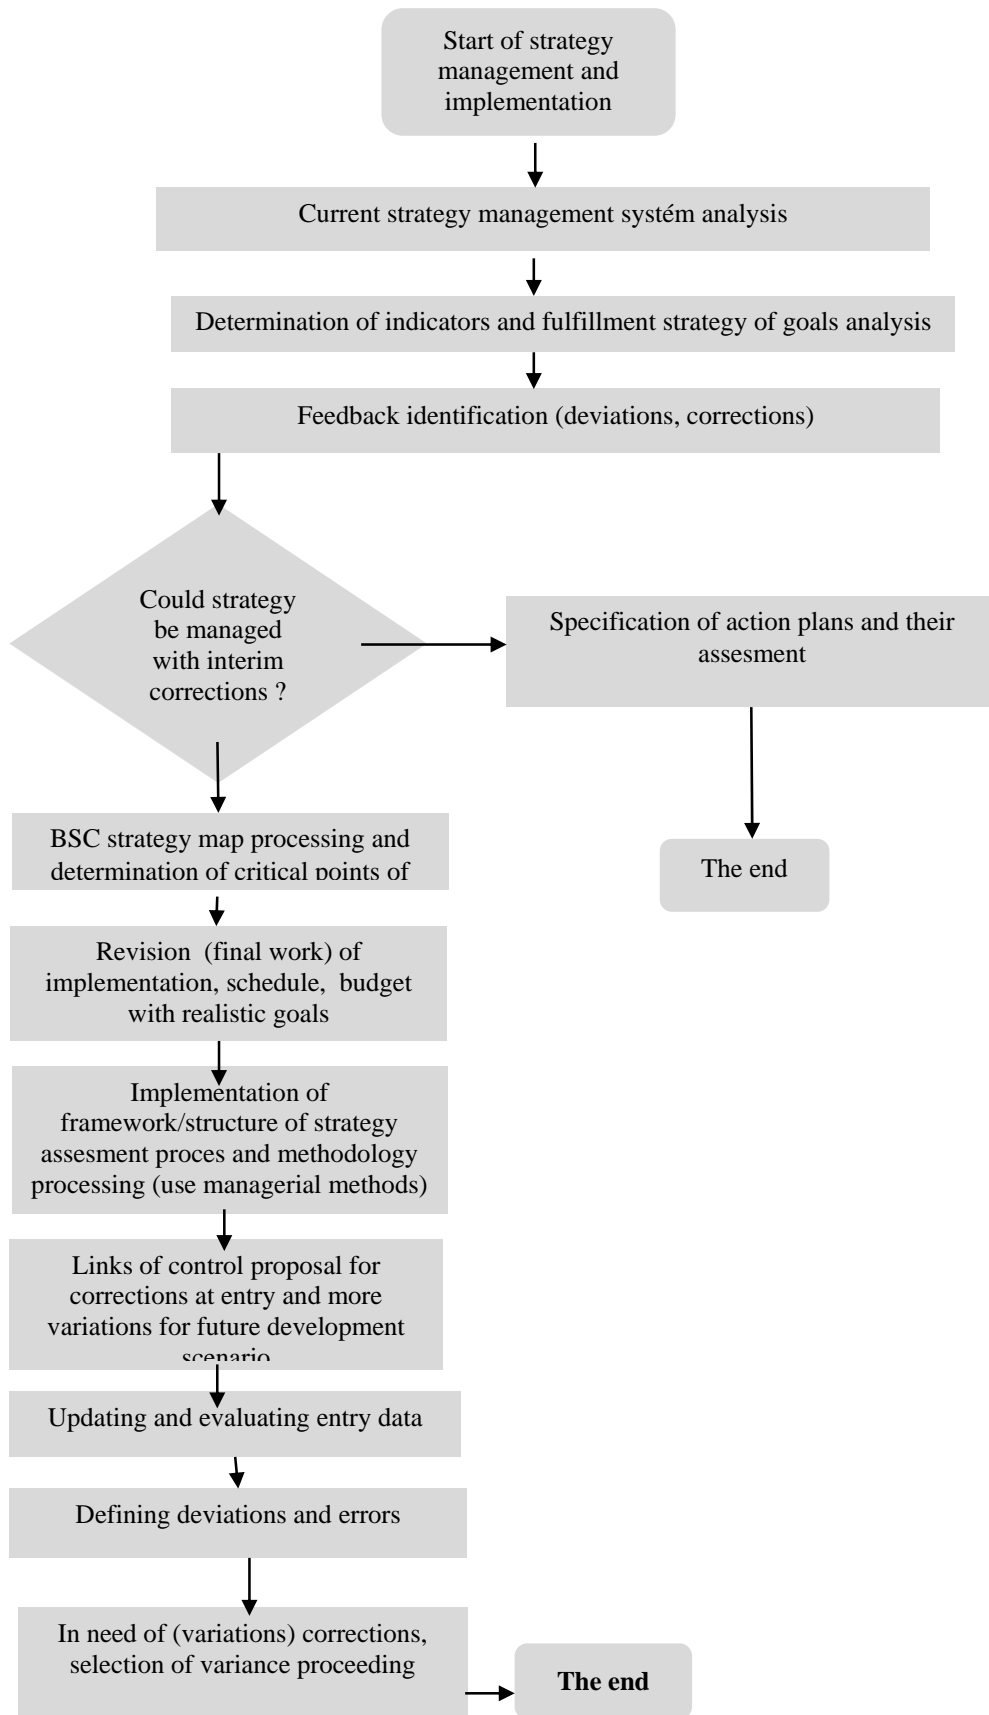 Start of strategy
management and
implementation
Current strategy management systém analysis
Determination of indicators and fulfillment strategy of goals analysis
Feedback identification (deviations, corrections)
Could strategy
be managed
with interim
corrections ?
Specification of action plans and their
assesment
BSC strategy map processing and
determination of critical points of
The end
Revision  (final work) of
implementation, schedule,  budget
with realistic goals
Implementation of
framework/structure of strategy
assesment proces and methodology
processing (use managerial methods)
Links of control proposal for
corrections at entry and more
variations for future development
scenario
Updating and evaluating entry data
Defining deviations and errors
In need of (variations) corrections,
selection of variance proceeding
The end